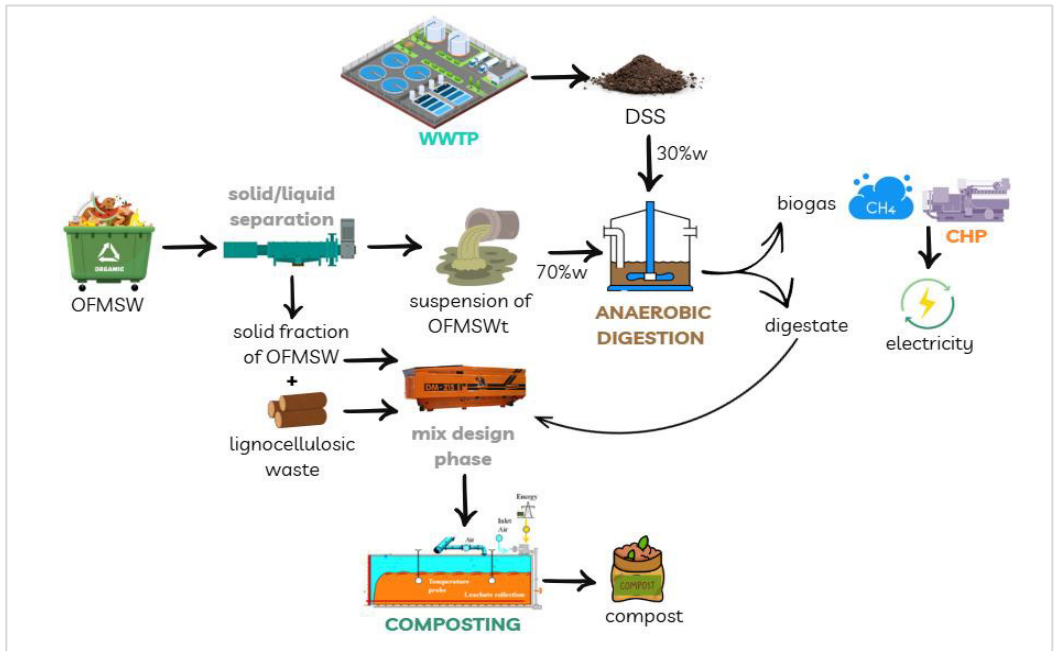 WWTP
DSS
30%w
solid/liquid
separation
ORGANIC
OFMSW
suspension of
OFMSWt
70%w
ANAEROBIC
DIGESTION
biogas
CH4
CHP
digestate
electricity
solid fraction
of OFMSW
+
lignocellulosic
waste
mix design
phase
Energy
Inlet
Air
Air
Temperature
probe
Leachate collection
COMPOSTING
COMPOST
compost